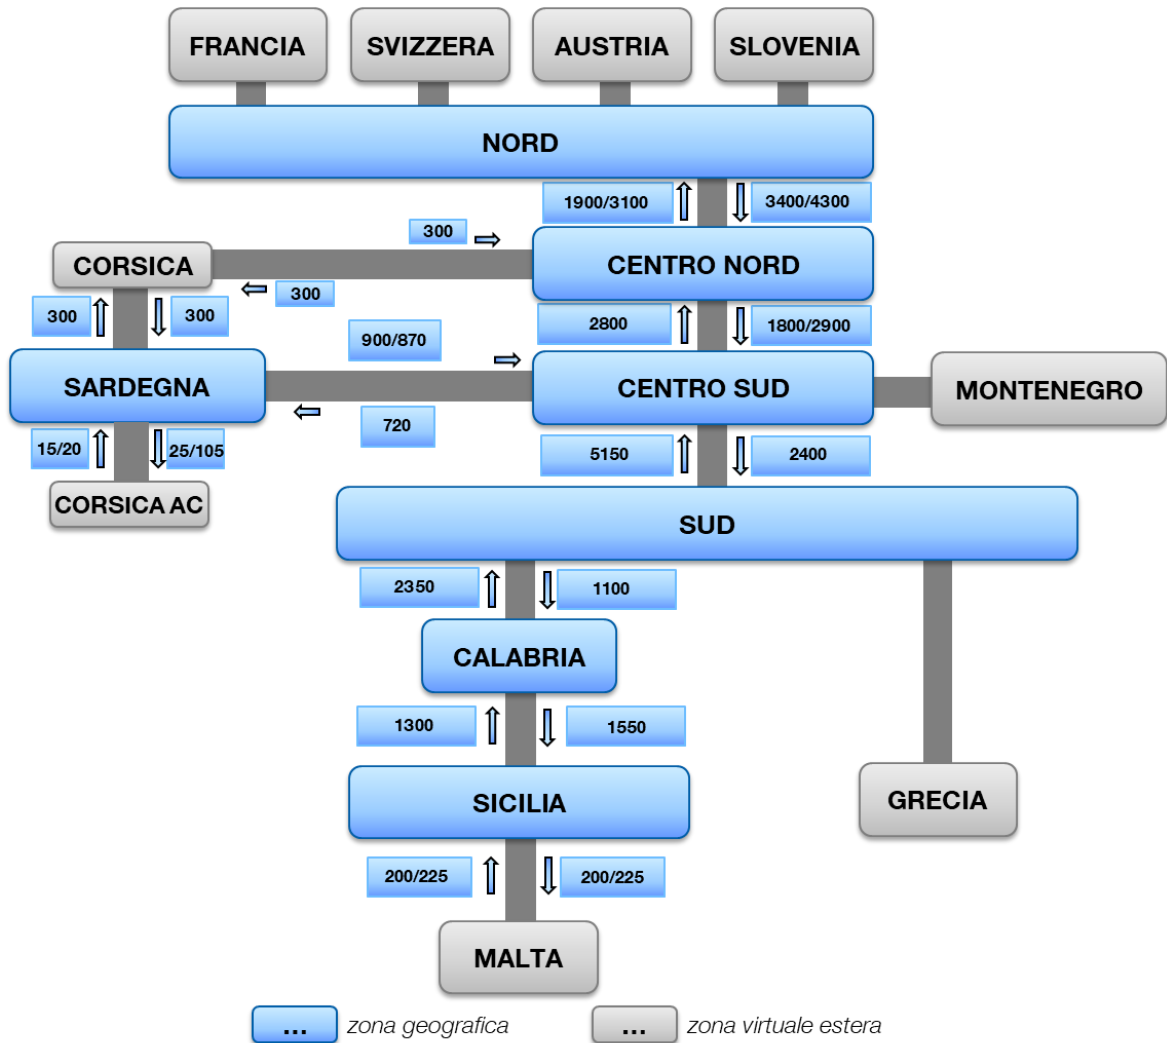 FRANCIA
SVIZZERA
AUSTRIA
SLOVENIA
NORD
1900/3100
3400/4300
300
CORSICA
CENTRO NORD
300
300
300
2800
1800/2900
900/870
SARDEGNA
CENTRO SUD
MONTENEGRO
720
15/20
25/105
5150
2400
CORSICA AC
SUD
2350
1100
CALABRIA
1300
1550
SICILIA
GRECIA
200/225
200/225
MALTA
... zona geografica
... zona virtuale estera